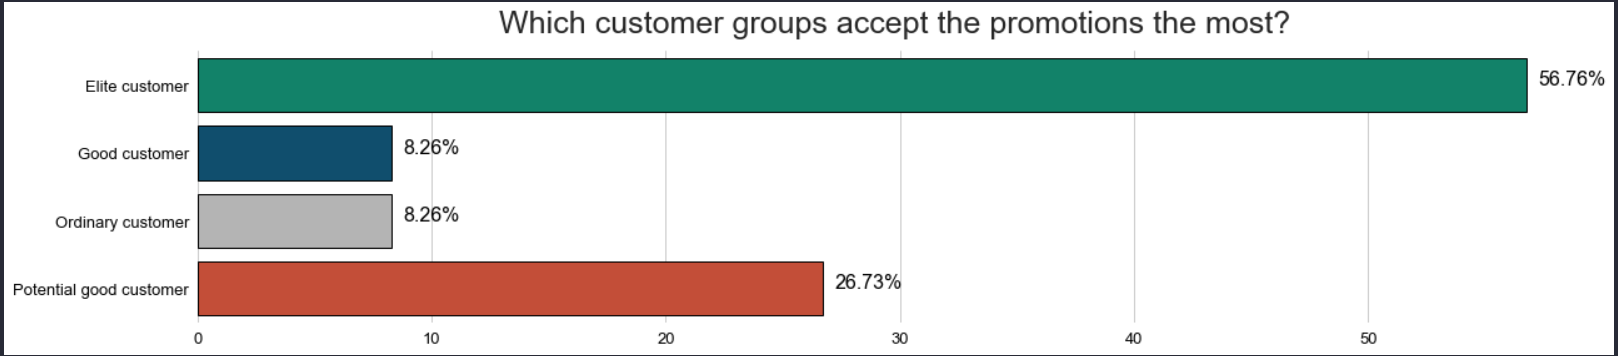 Which customer groups accept the promotions the most?
Elite customer
56.76%
Good customer
8.26%
Ordinary customer
8.26%
Potential good customer
26.73%
0 10 20 30 40 50